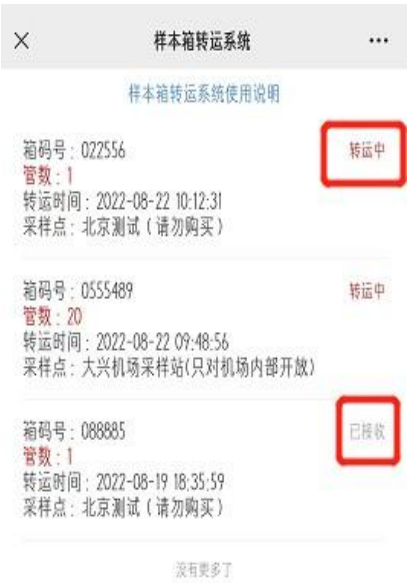 样本箱转运系统
样本箱转运系统使用说明
箱码号：022556 转运中
管数：1
转运时间：2022-08-22 10:12:31
采样点：北京测试（请勿购买）
箱码号：0555489 转运中
管数：20
转运时间：2022-08-22 09:48:56
采样点：大兴机场采样站(只对机场内部开放)
箱码号：088885 已接收
管数：1
转运时间：2022-08-19 18:35:59
采样点：北京测试（请勿购买）
没有更多了